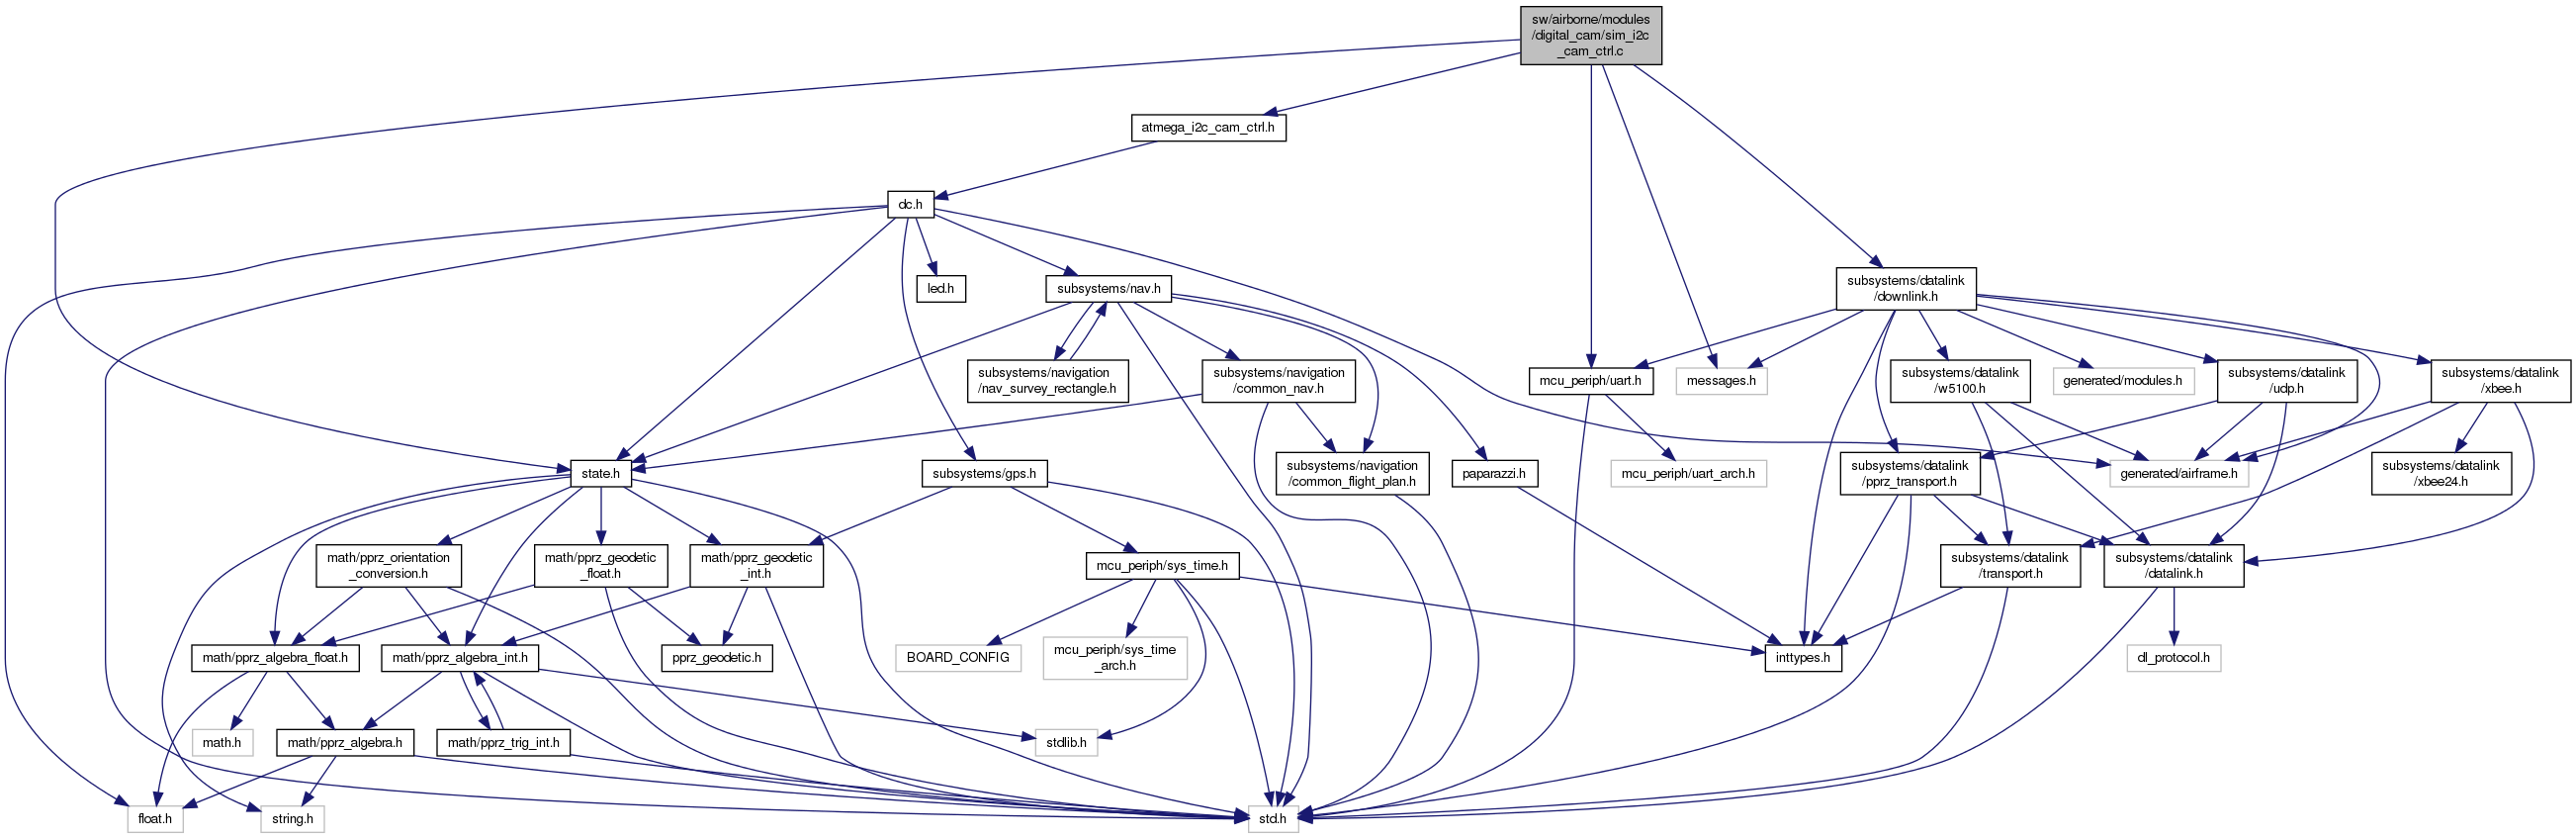 sw/airborne/modules
/digital_cam/sim_i2c
_cam_ctrl.c
atmega_i2c_cam_ctrl.h
dc.h
led.h
subsystems/nav.h
subsystems/datalink
/downlink.h
subsystems/navigation
/nav_survey_rectangle.h
subsystems/navigation
/common_nav.h
mcu_periph/uart.h
messages.h
subsystems/datalink
/w5100.h
generated/modules.h
subsystems/datalink
/udp.h
subsystems/datalink
/xbee.h
state.h
subsystems/gps.h
subsystems/navigation
/common_flight_plan.h
paparazzi.h
mcu_periph/uart_arch.h
subsystems/datalink
/pprz_transport.h
generated/airframe.h
subsystems/datalink
/xbee24.h
math/pprz_orientation
_conversion.h
math/pprz_geodetic
_float.h
math/pprz_geodetic
_int.h
mcu_periph/sys_time.h
subsystems/datalink
/transport.h
subsystems/datalink
/datalink.h
math/pprz_algebra_float.h
math/pprz_algebra_int.h
pprz_geodetic.h
BOARD_CONFIG
mcu_periph/sys_time
_arch.h
inttypes.h
dl_protocol.h
math.h
math/pprz_algebra.h
math/pprz_trig_int.h
stdlib.h
float.h
string.h
std.h